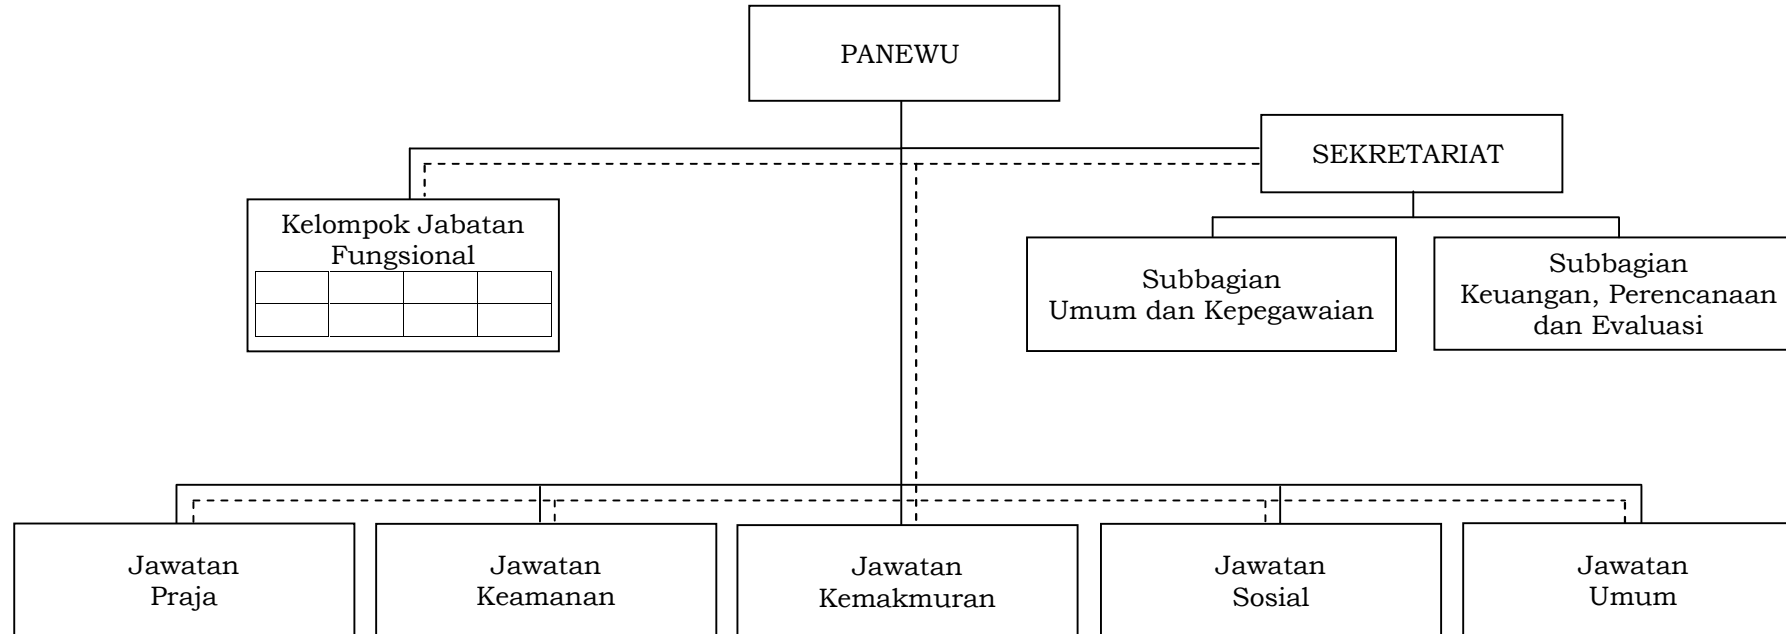 PANEWU
SEKRETARIAT
Kelompok Jabatan
Fungsional
Subbagian
Umum dan Kepegawaian
Subbagian
Keuangan, Perencanaan
dan Evaluasi
Jawatan
Praja
Jawatan
Keamanan
Jawatan
Kemakmuran
Jawatan
Sosial
Jawatan
Umum